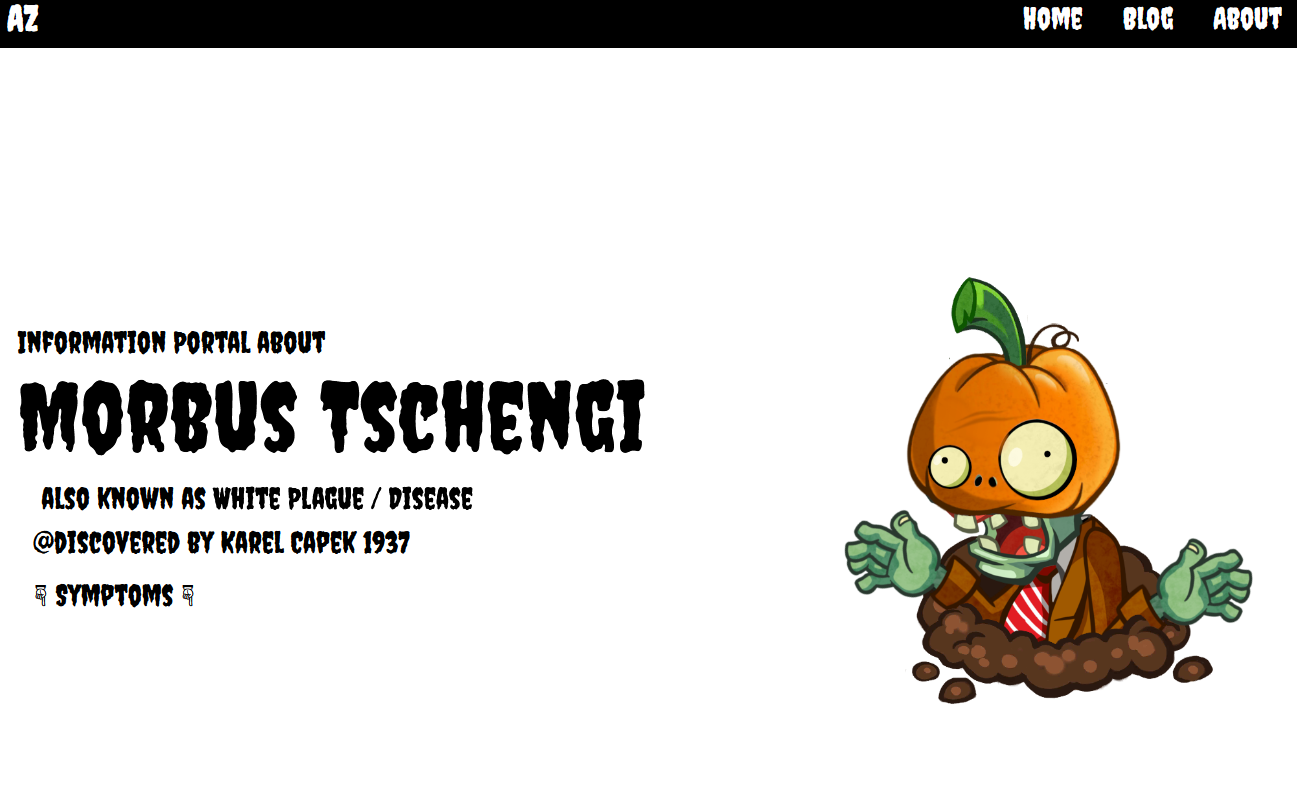 AZ
HOME BLOG ABOUT
INFORMATION PORTAL ABOUT
MORBUS TSCHENGI
ALSO KNOWN AS WHITE PLAGUE / DISEASE
@DISCOVERED BY KAREL CAPEK 1937
👇 SYMPTOMS 👇